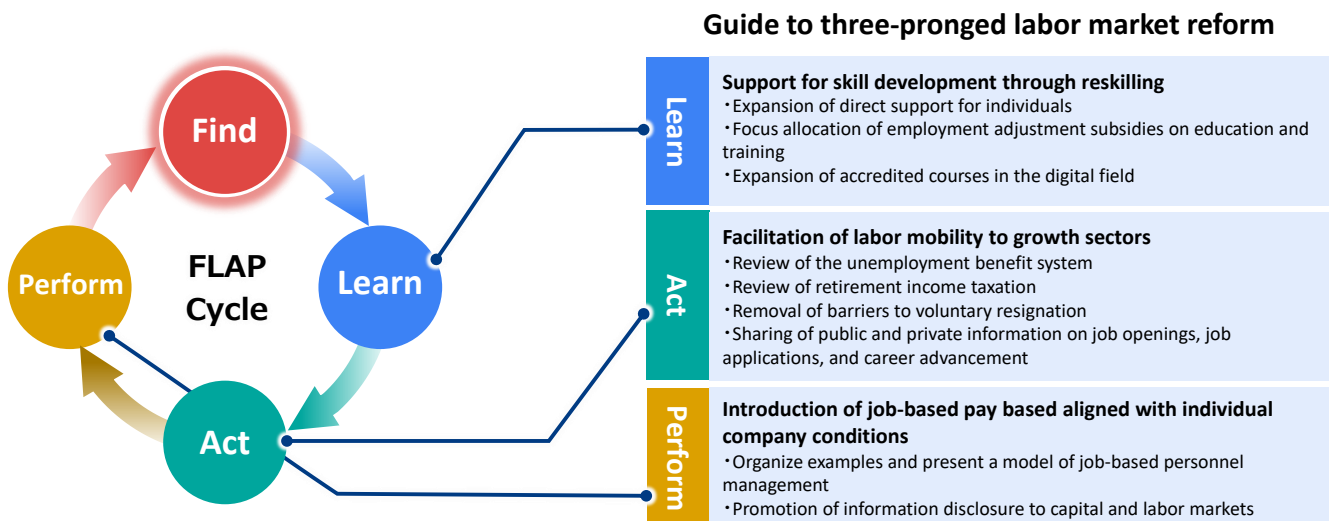 Guide to three-pronged labor market reform
Find
Learn
Act
Perform
FLAP
Cycle
Learn
Support for skill development through reskilling
・Expansion of direct support for individuals
・Focus allocation of employment adjustment subsidies on education and
training
・Expansion of accredited courses in the digital field
Act
Facilitation of labor mobility to growth sectors
・Review of the unemployment benefit system
・Review of retirement income taxation
・Removal of barriers to voluntary resignation
・Sharing of public and private information on job openings, job
applications, and career advancement
Perform
Introduction of job-based pay based aligned with individual
company conditions
・Organize examples and present a model of job-based personnel
management
・Promotion of information disclosure to capital and labor markets